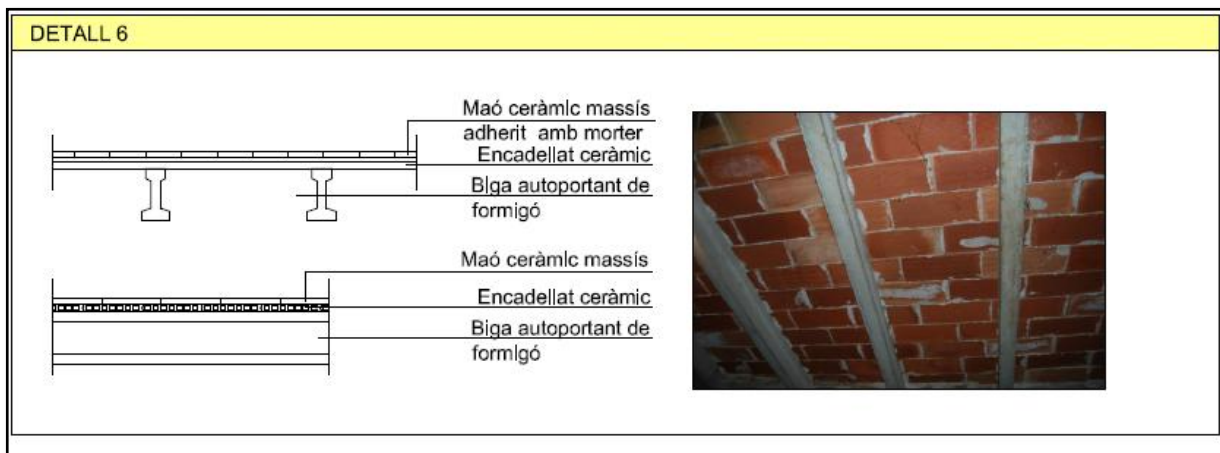 DETALL 6
Maó ceràmic massís
adherit amb morter
Encadellat ceràmic
Biga autoportant de
formigó
Maó ceràmic massís
Encadellat ceràmic
Biga autoportant de
formigó